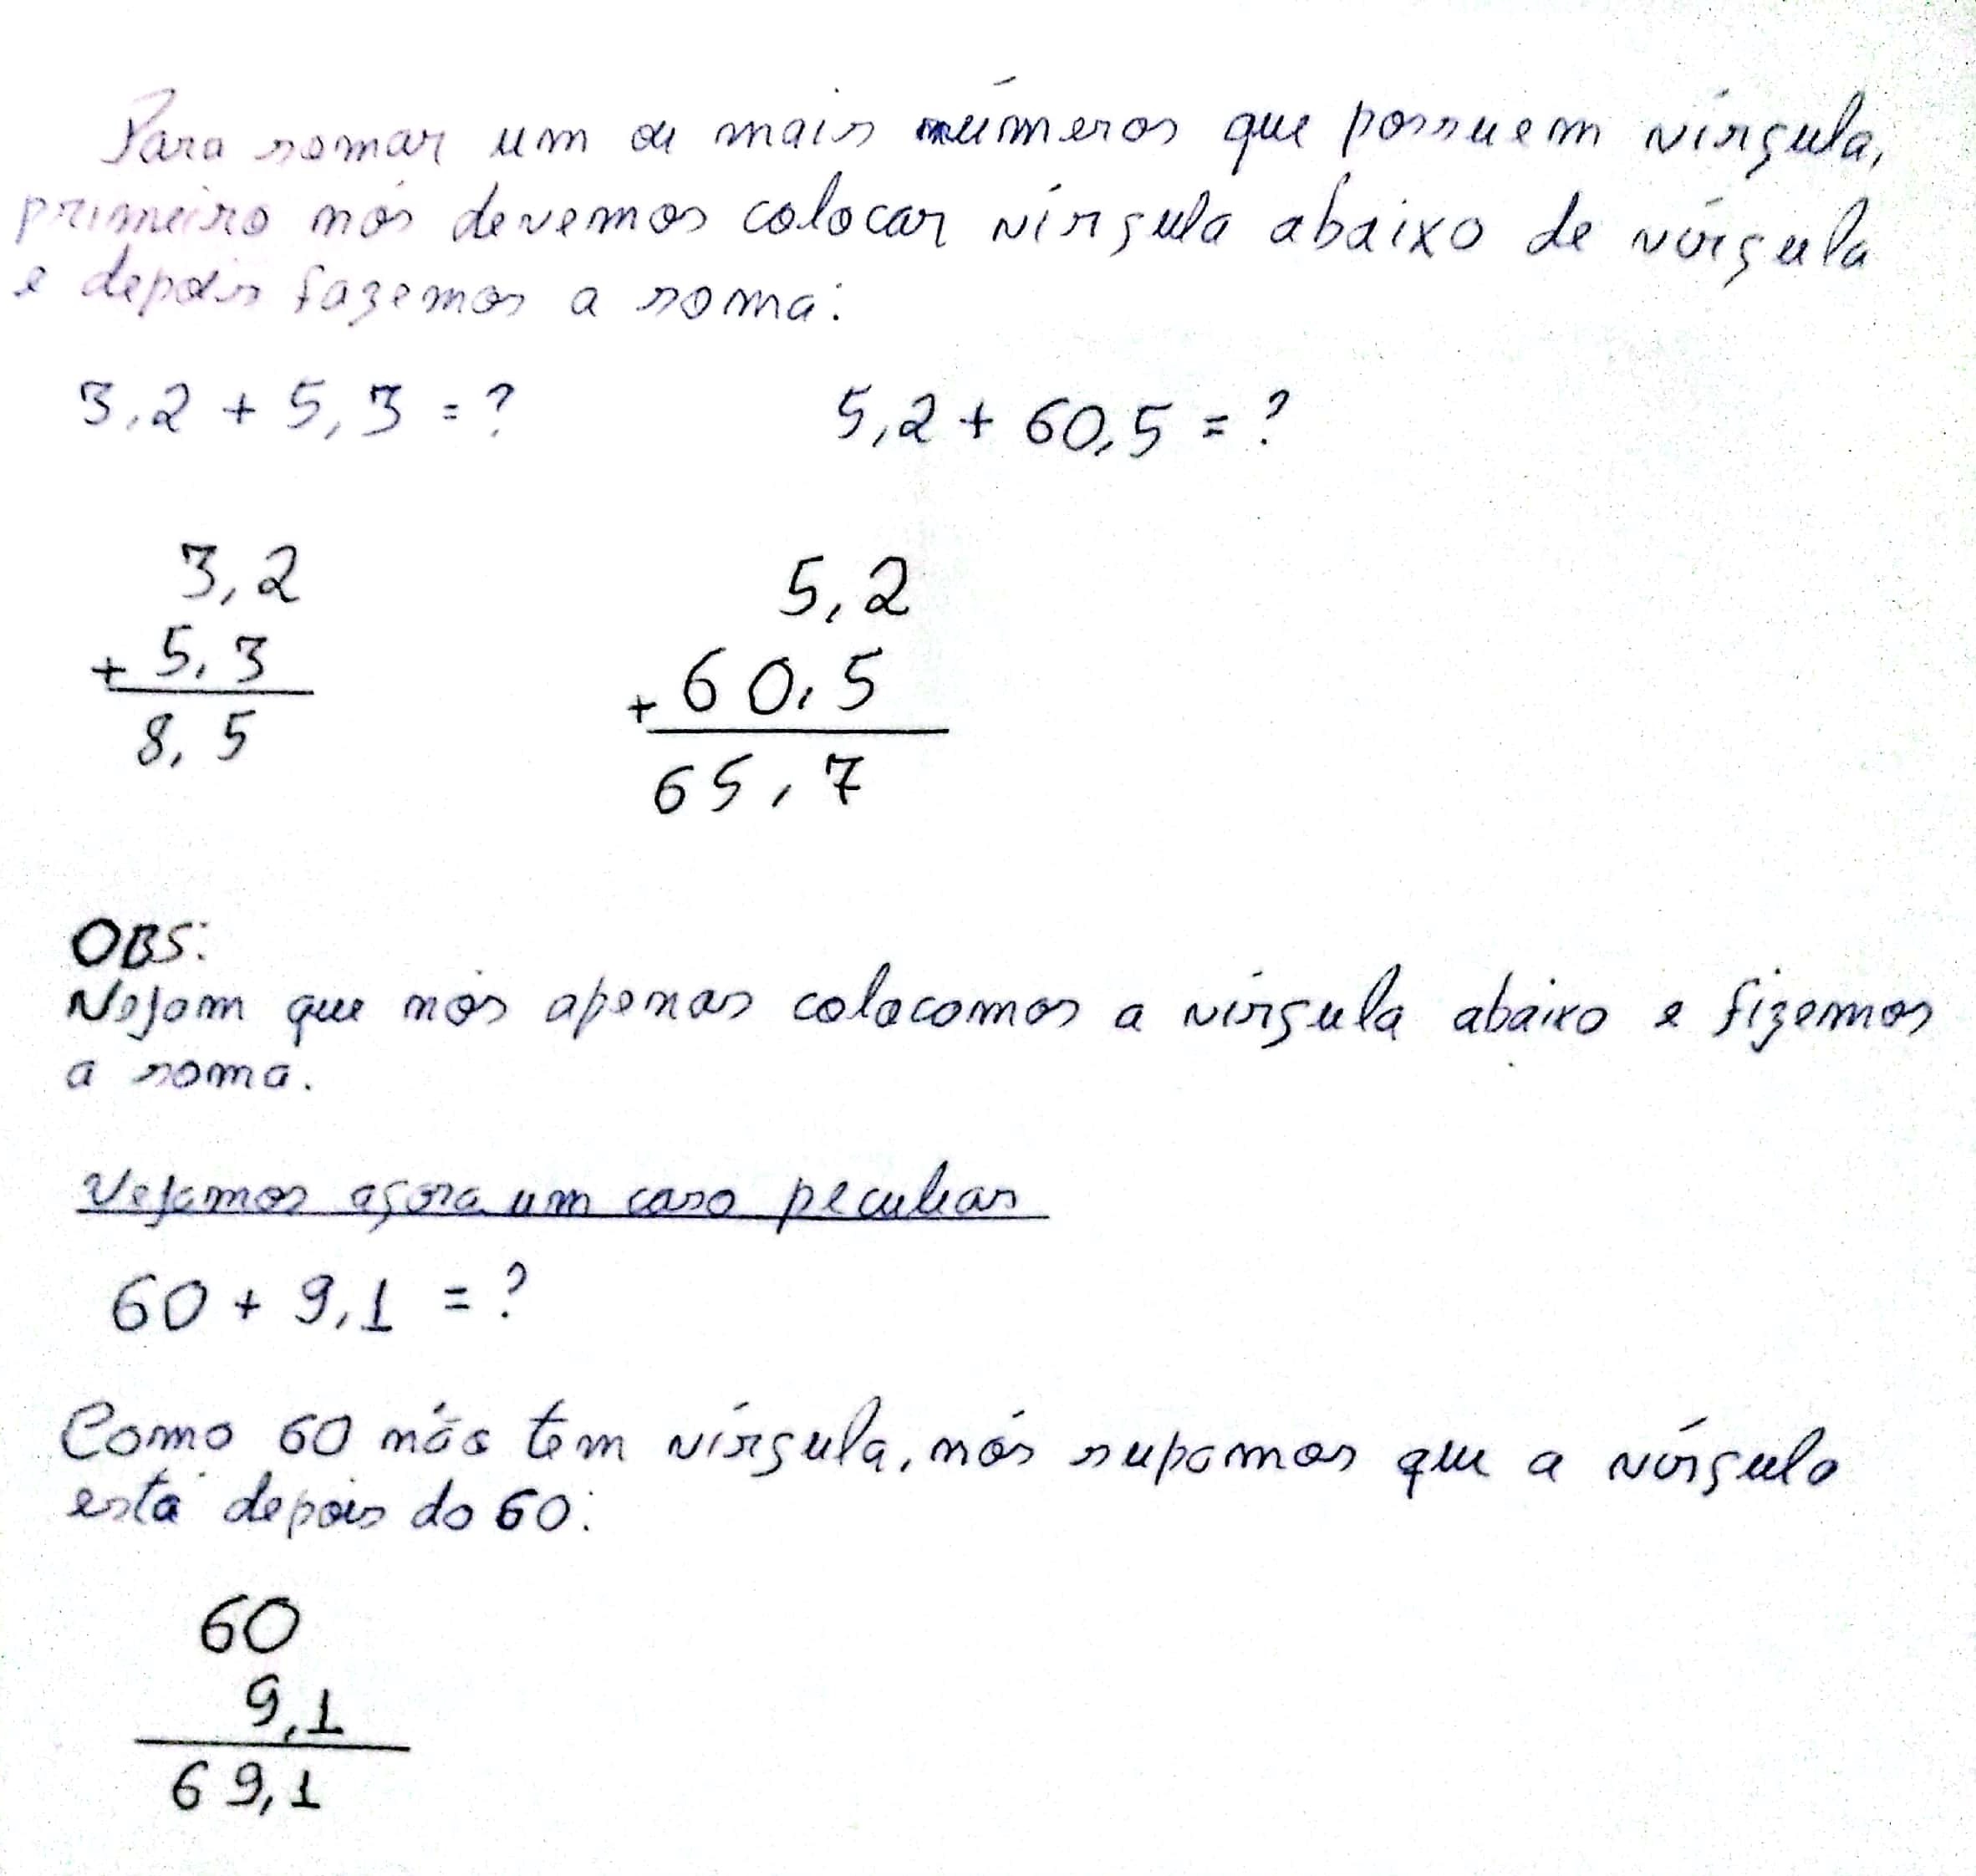 Para somar um ou mais números que possuem vírgula,
primeiro nós devemos colocar vírgula abaixo de vírgula
e depois fazemos a soma:
3,2 + 5,3 = ? 5,2 + 60,5 = ?
3,2 5,2
+ 5,3 + 60,5
8,5 65,7
OBS:
Vejam que nós apenas colocamos a vírgula abaixo e fizemos
a soma.
Vejamos agora um caso peculiar
60 + 9,1 = ?
Como 60 não tem vírgula, nós supomos que a vírgula
está depois do 60:
60
9,1
69,1